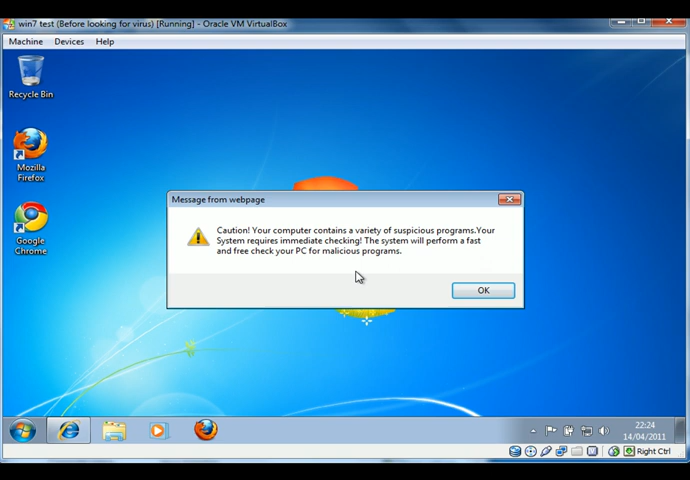 win7 test (Before looking for virus) [Running] - Oracle VM VirtualBox
Machine Devices Help
Recycle Bin
Mozilla
Firefox
Google
Chrome
Message from webpage
Caution! Your computer contains a variety of suspicious programs.Your
System requires immediate checking! The system will perform a fast
and free check your PC for malicious programs.
OK
22:24
14/04/2011
Right Ctrl